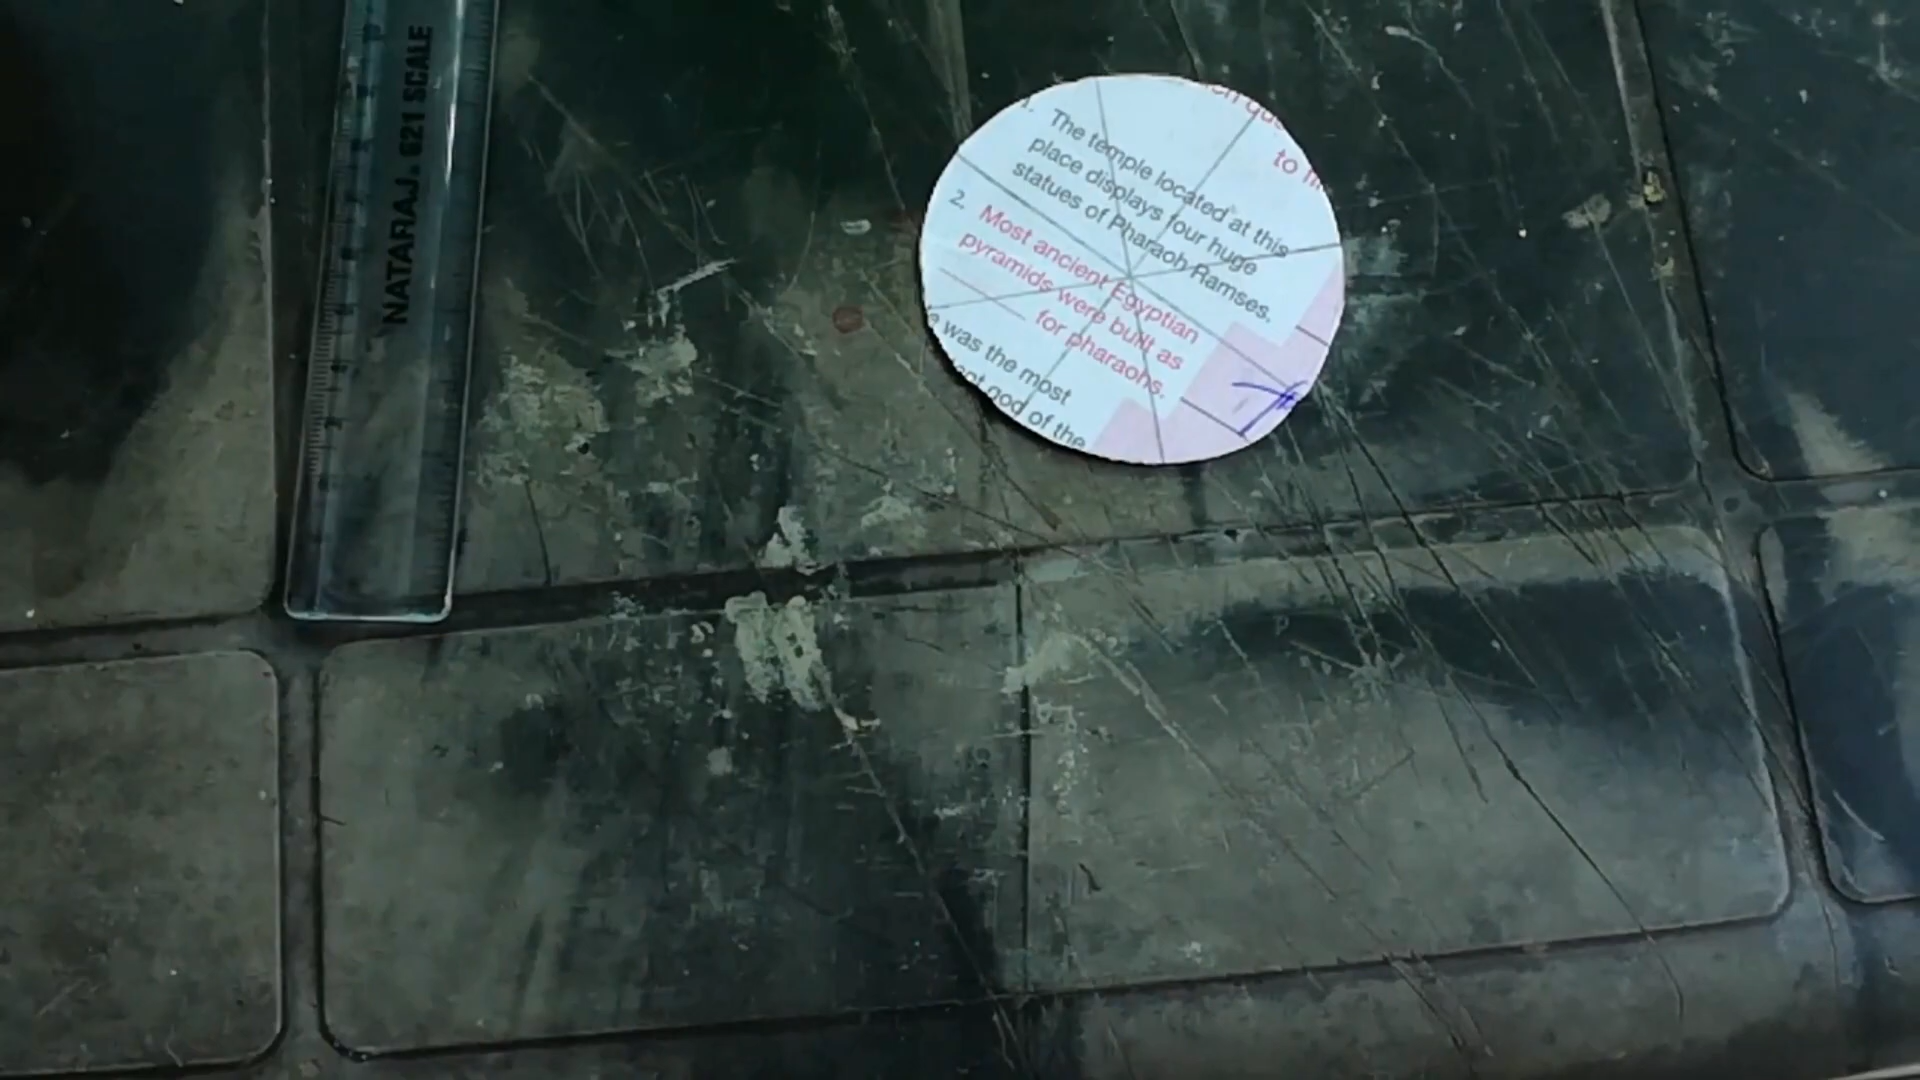 NATARAJ. 621 SCALE
to
1. The temple located at this
place displays four huge
statues of Pharaoh Ramses.
2. Most ancient Egyptian
pyramids were built as
for pharaohs.
was the most
god of the